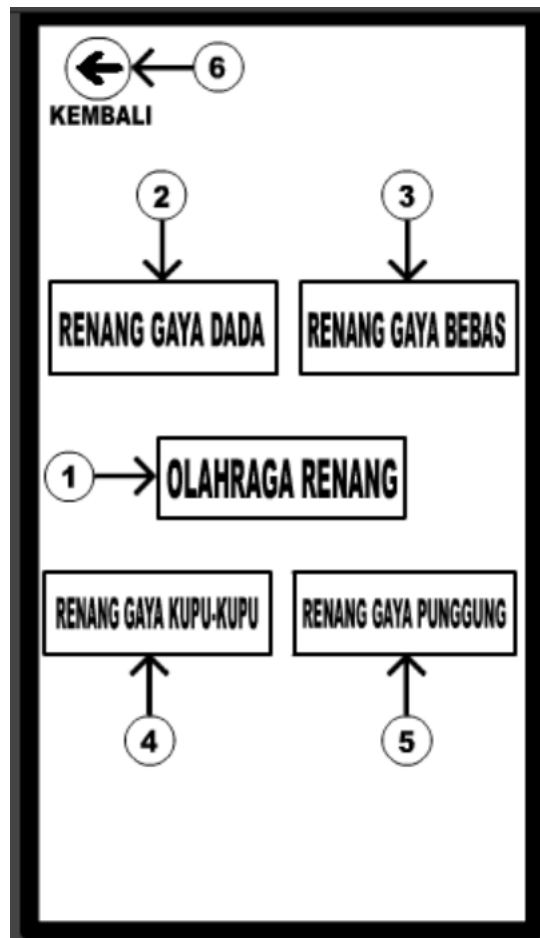 6
KEMBALI
2
3
RENANG GAYA DADA
RENANG GAYA BEBAS
1
OLAHRAGA RENANG
RENANG GAYA KUPU-KUPU
RENANG GAYA PUNGGUNG
4
5